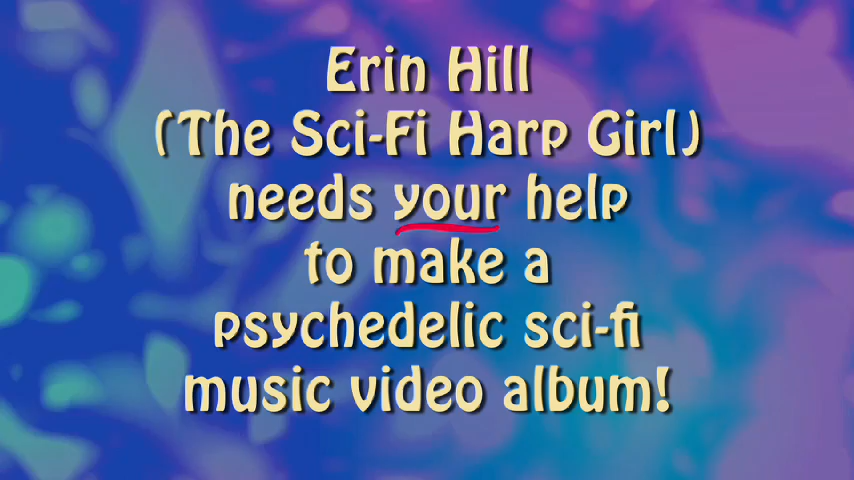 Erin Hill
(The Sci-Fi Harp Girl)
needs your help
to make a
psychedelic sci-fi
music video album!